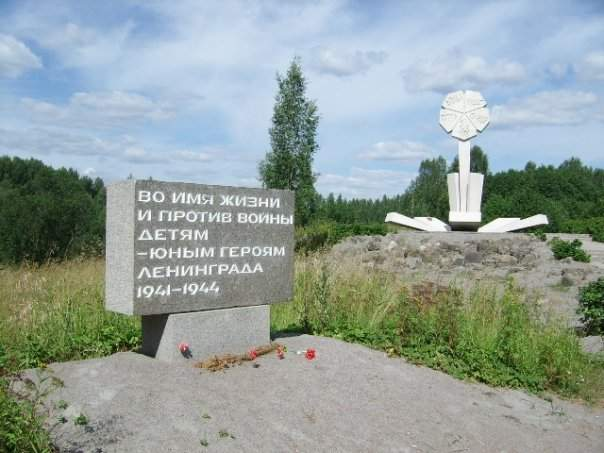 ВО ИМЯ ЖИЗНИ
И ПРОТИВ ВОЙНЫ
ДЕТЯМ
–ЮНЫМ ГЕРОЯМ
ЛЕНИНГРАДА
1941–1944